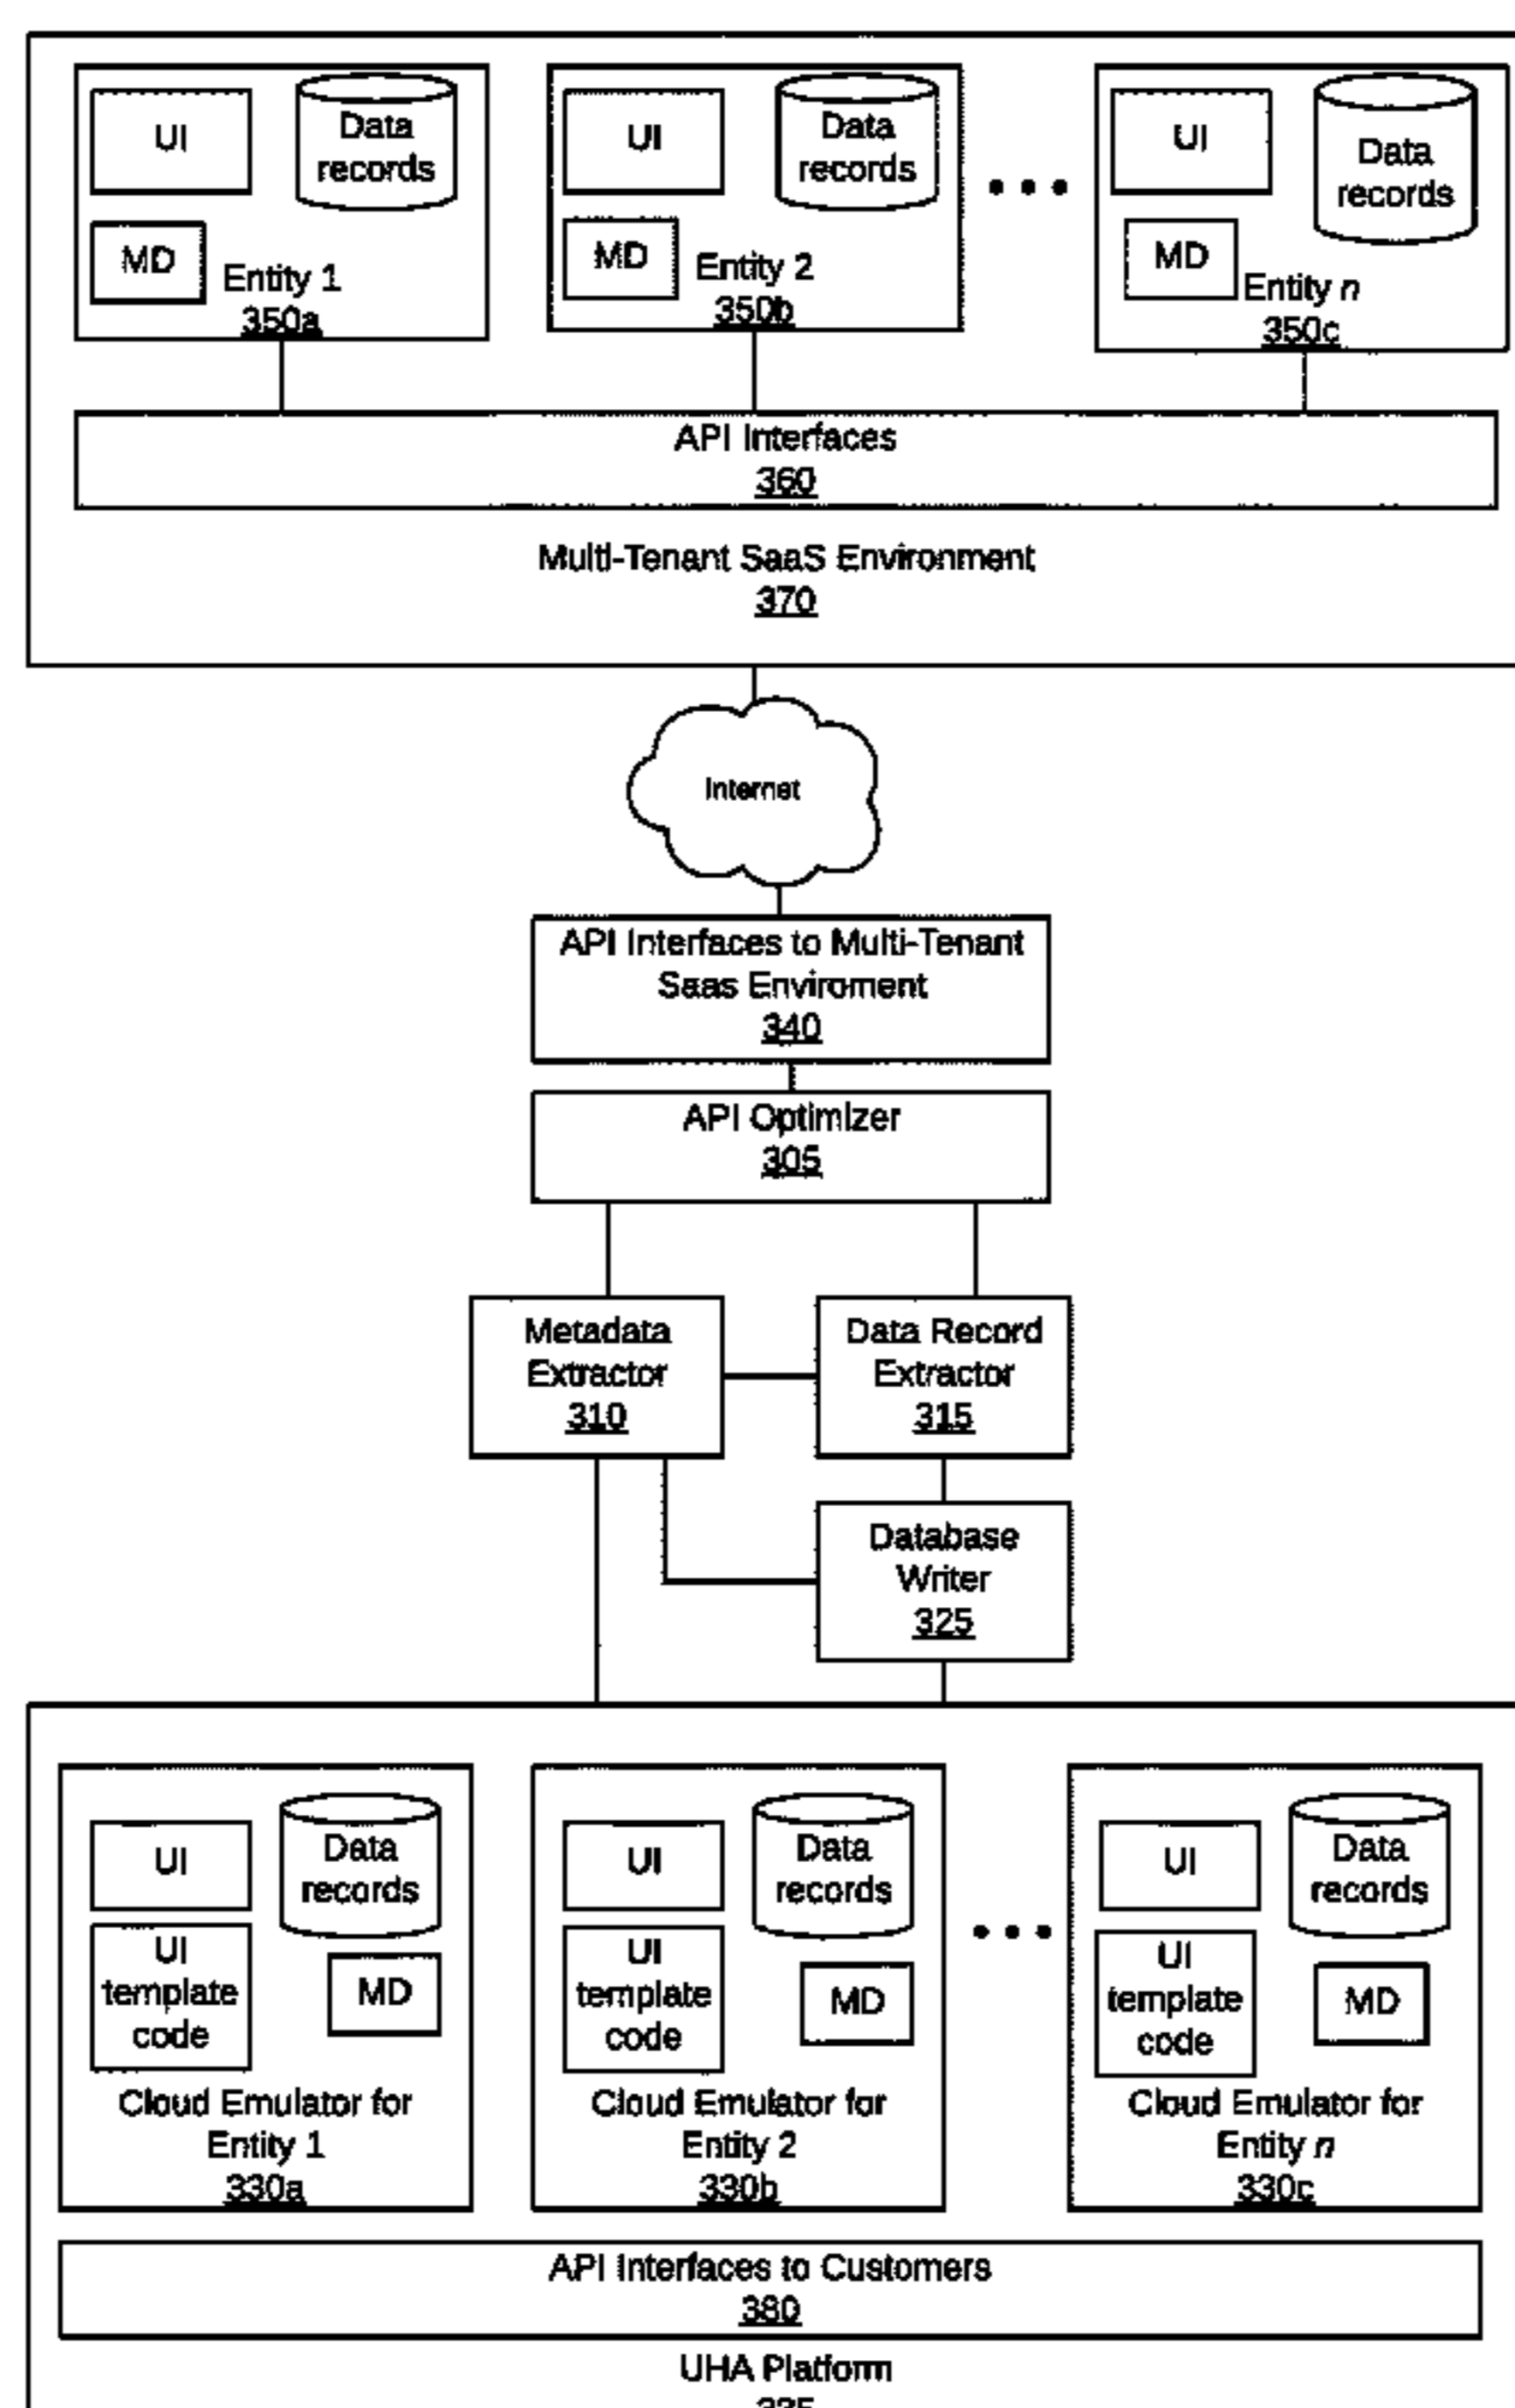 UI
Data
records
MD
Entity 1
350a
UI
Data
records
MD
Entity 2
350b
UI
Data
records
MD
Entity n
350c
API Interfaces
360
Multi-Tenant SaaS Environment
370
Internet
API Interfaces to Multi-Tenant
Saas Enviroment
340
API Optimizer
305
Metadata
Extractor
310
Data Record
Extractor
315
Database
Writer
325
UI
Data
records
UI
template
code
MD
Cloud Emulator for
Entity 1
330a
UI
Data
records
UI
template
code
MD
Cloud Emulator for
Entity 2
330b
UI
Data
records
UI
template
code
MD
Cloud Emulator for
Entity n
330c
API Interfaces to Customers
380
UHA Platform